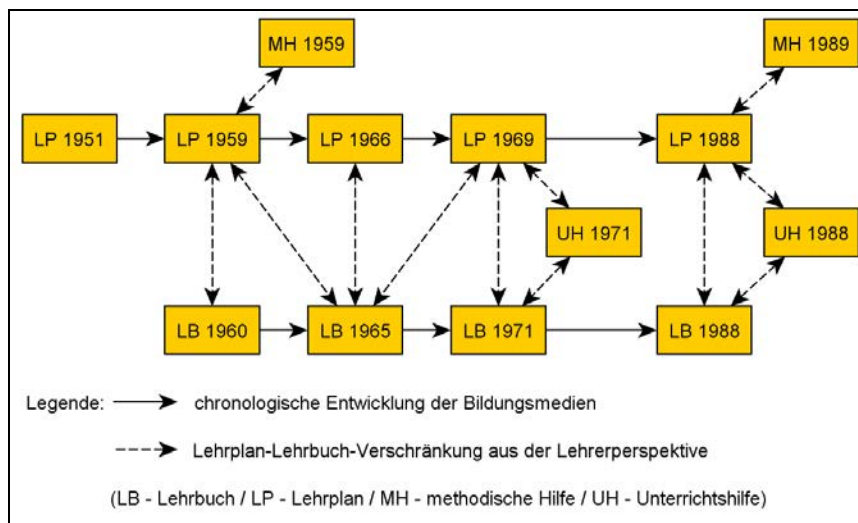 MH 1959 MH 1989
LP 1951 LP 1959 LP 1966 LP 1969 LP 1988
UH 1971 UH 1988
LB 1960 LB 1965 LB 1971 LB 1988
Legende: chronologische Entwicklung der Bildungsmedien
Lehrplan-Lehrbuch-Verschränkung aus der Lehrerperspektive
(LB - Lehrbuch / LP - Lehrplan / MH - methodische Hilfe / UH - Unterrichtshilfe)